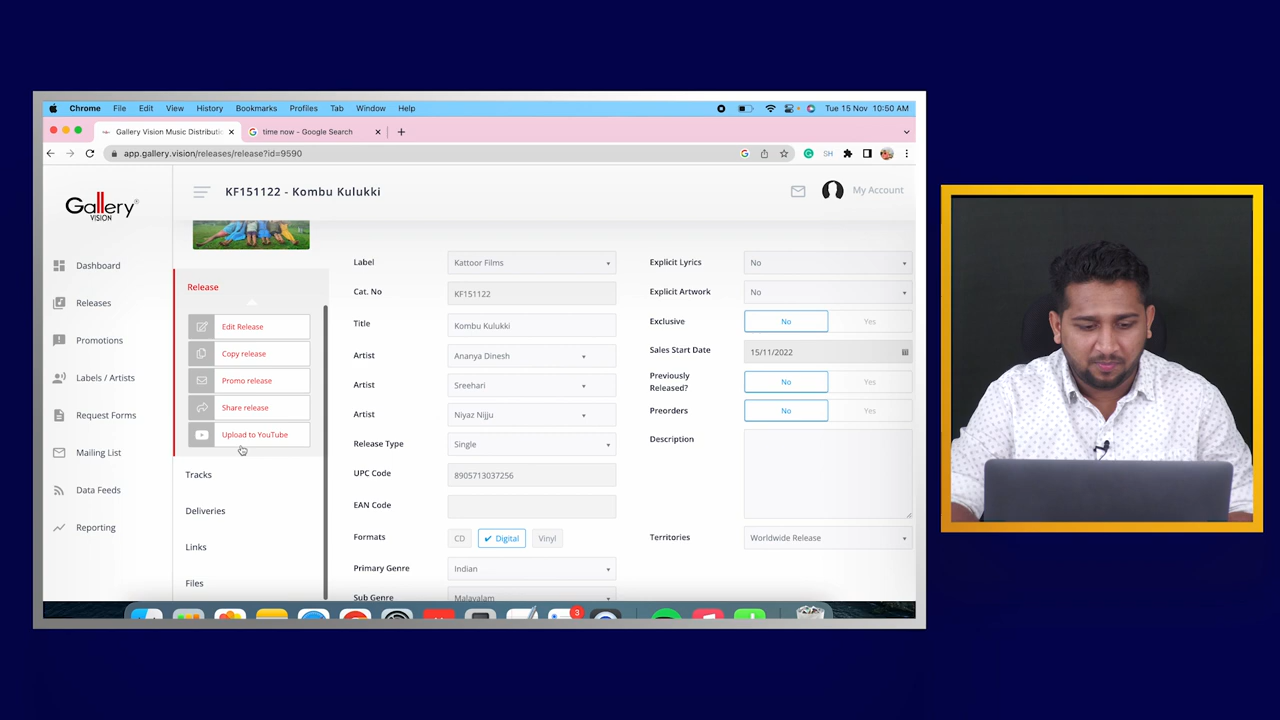 Chrome File Edit View History Bookmarks Profiles Tab Window Help Tue 15 Nov 10:50 AM
Gallery Vision Music Distributic time now - Google Search
app.gallery.vision/releases/release?id=9590 SH
Gallery
VISION
KF151122 - Kombu Kulukki My Account
Dashboard
Releases
Promotions
Labels / Artists
Request Forms
Mailing List
Data Feeds
Reporting
Release
Edit Release
Copy release
Promo release
Share release
Upload to YouTube
Tracks
Deliveries
Links
Files
Label Kattoor Films
Cat. No KF151122
Title Kombu Kulukki
Artist Ananya Dinesh
Artist Sreehari
Artist Niyaz Nijju
Release Type Single
UPC Code 8905713037256
EAN Code
Formats CD Digital Vinyl
Primary Genre Indian
Sub Genre Malayalam
Explicit Lyrics No
Explicit Artwork No
Exclusive No Yes
Sales Start Date 15/11/2022
Previously
Released? No Yes
Preorders No Yes
Description
Territories Worldwide Release
3